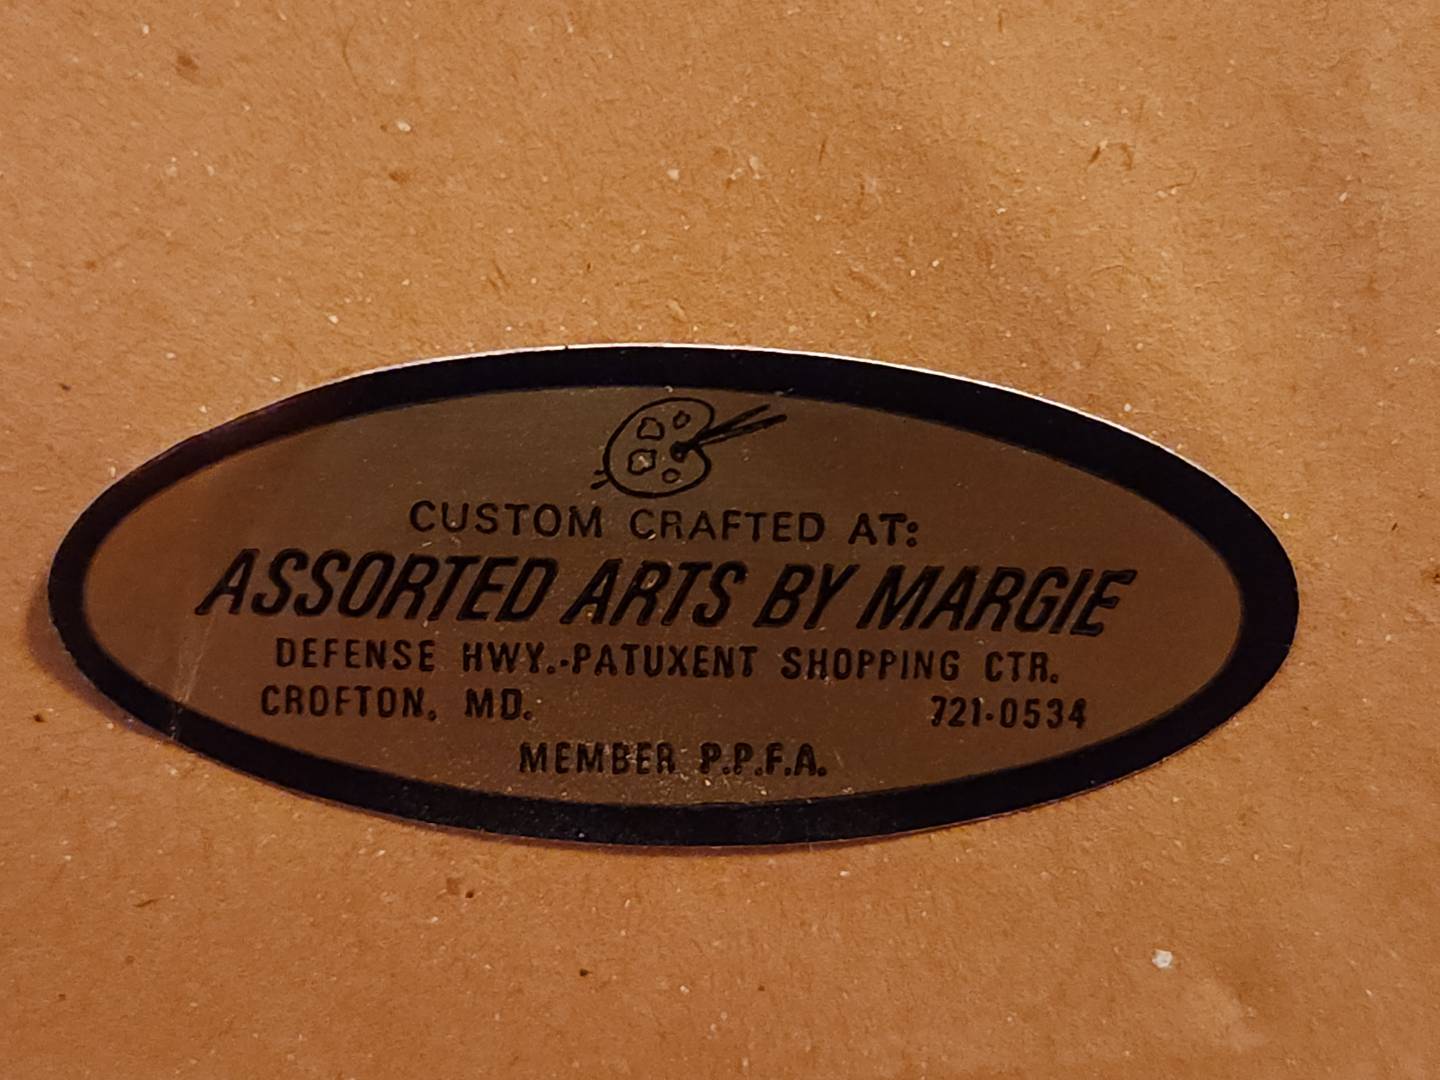 CUSTOM CRAFTED AT:
ASSORTED ARTS BY MARGIE
DEFENSE HWY.-PATUXENT SHOPPING CTR.
CROFTON, MD. 721-0534
MEMBER P.P.F.A.